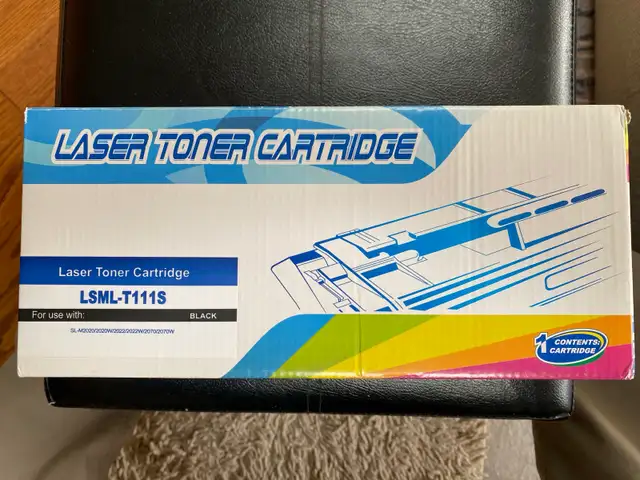 LASER TONER CARTRIDGE
Laser Toner Cartridge
LSML-T111S
For use with: BLACK
SL-M2020/2020W/2022/2022W/2070/2070W
1 CONTENTS:
CARTRIDGE